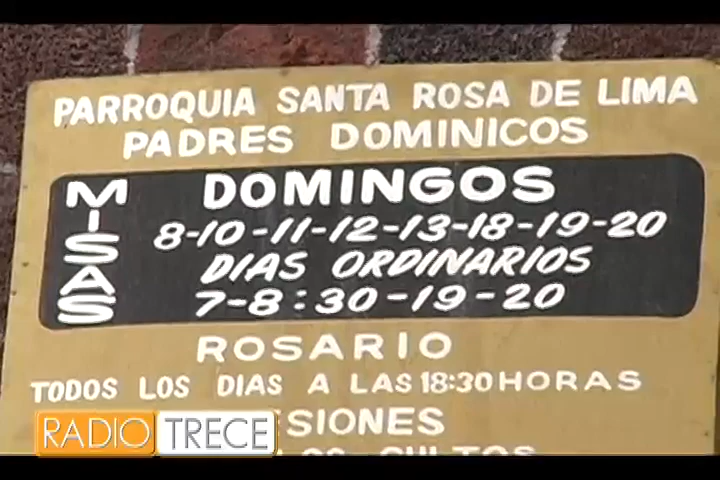 PARROQUIA SANTA ROSA DE LIMA
PADRES DOMINICOS
MISAS
DOMINGOS
8-10-11-12-13-18-19-20
DIAS ORDINARIOS
7-8:30-19-20
ROSARIO
TODOS LOS DIAS A LAS 18:30 HORAS
RADIO TRECE